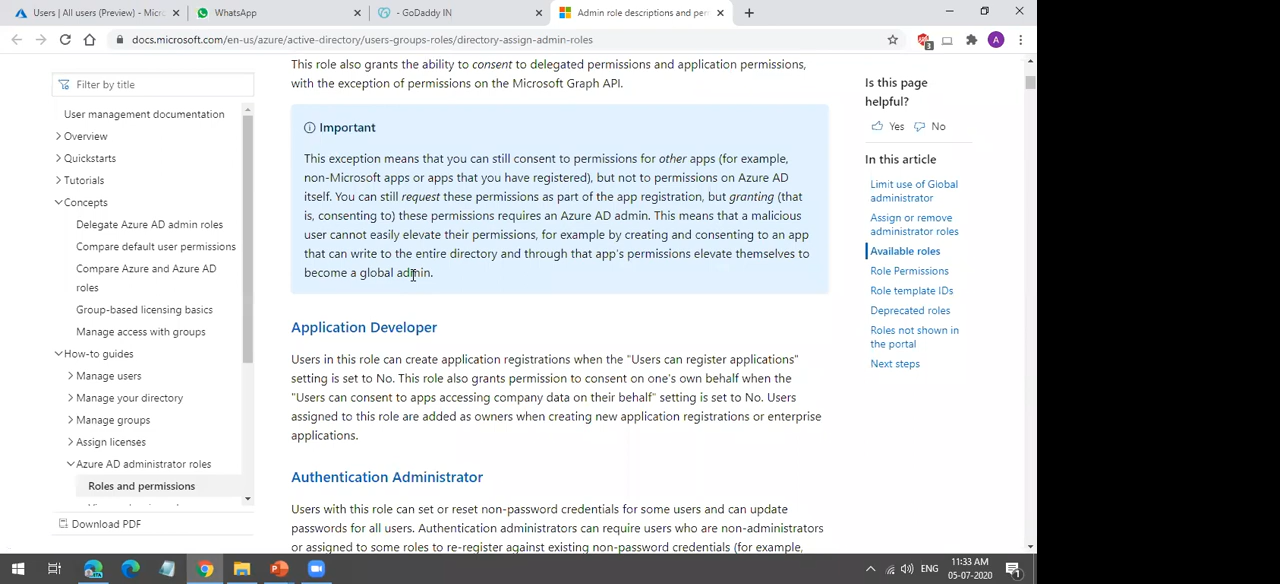 Users | All users (Preview) - Micr
WhatsApp
- GoDaddy IN
Admin role descriptions and per
docs.microsoft.com/en-us/azure/active-directory/users-groups-roles/directory-assign-admin-roles
3
A
Filter by title
User management documentation
Overview
Quickstarts
Tutorials
Concepts
Delegate Azure AD admin roles
Compare default user permissions
Compare Azure and Azure AD
roles
Group-based licensing basics
Manage access with groups
How-to guides
Manage users
Manage your directory
Manage groups
Assign licenses
Azure AD administrator roles
Roles and permissions
Download PDF
This role also grants the ability to consent to delegated permissions and application permissions,
with the exception of permissions on the Microsoft Graph API.
Important
This exception means that you can still consent to permissions for other apps (for example,
non-Microsoft apps or apps that you have registered), but not to permissions on Azure AD
itself. You can still request these permissions as part of the app registration, but granting (that
is, consenting to) these permissions requires an Azure AD admin. This means that a malicious
user cannot easily elevate their permissions, for example by creating and consenting to an app
that can write to the entire directory and through that app's permissions elevate themselves to
become a global admin.
Application Developer
Users in this role can create application registrations when the "Users can register applications"
setting is set to No. This role also grants permission to consent on one's own behalf when the
"Users can consent to apps accessing company data on their behalf" setting is set to No. Users
assigned to this role are added as owners when creating new application registrations or enterprise
applications.
Authentication Administrator
Users with this role can set or reset non-password credentials for some users and can update
passwords for all users. Authentication administrators can require users who are non-administrators
or assigned to some roles to re-register against existing non-password credentials (for example,
Is this page
helpful?
Yes
No
In this article
Limit use of Global
administrator
Assign or remove
administrator roles
Available roles
Role Permissions
Role template IDs
Deprecated roles
Roles not shown in
the portal
Next steps
ENG
11:33 AM
05-07-2020
1